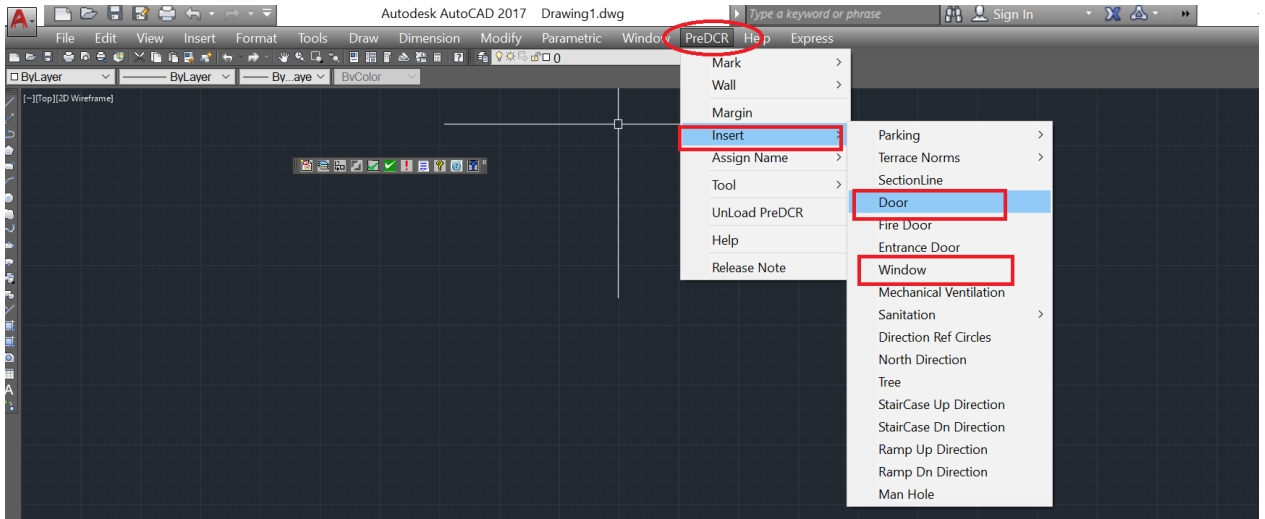 Autodesk AutoCAD 2017 Drawing1.dwg
Type a keyword or phrase
Sign In
File Edit View Insert Format Tools Draw Dimension Modify Parametric Window PreDCR Help Express
0
ByLayer ByLayer By...aye ByColor
[−][Top][2D Wireframe]
Mark
Wall
Margin
Insert
Assign Name
Tool
UnLoad PreDCR
Help
Release Note
Parking
Terrace Norms
SectionLine
Door
Fire Door
Entrance Door
Window
Mechanical Ventilation
Sanitation
Direction Ref Circles
North Direction
Tree
StairCase Up Direction
StairCase Dn Direction
Ramp Up Direction
Ramp Dn Direction
Man Hole